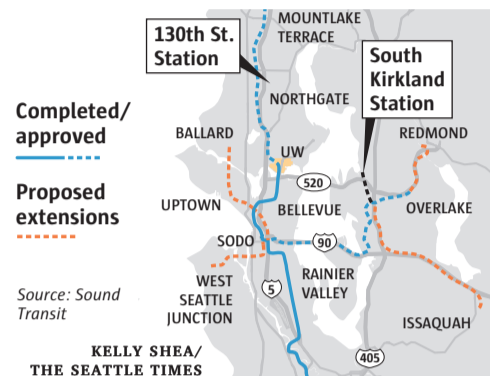 MOUNTLAKE
TERRACE
130th St.
Station
South
Kirkland
Station
NORTHGATE
Completed/
approved
BALLARD
REDMOND
UW
520
Proposed
extensions
UPTOWN
BELLEVUE
OVERLAKE
SODO
90
WEST
SEATTLE
JUNCTION
5
RAINIER
VALLEY
Source: Sound
Transit
ISSAQUAH
KELLY SHEA/
THE SEATTLE TIMES
405